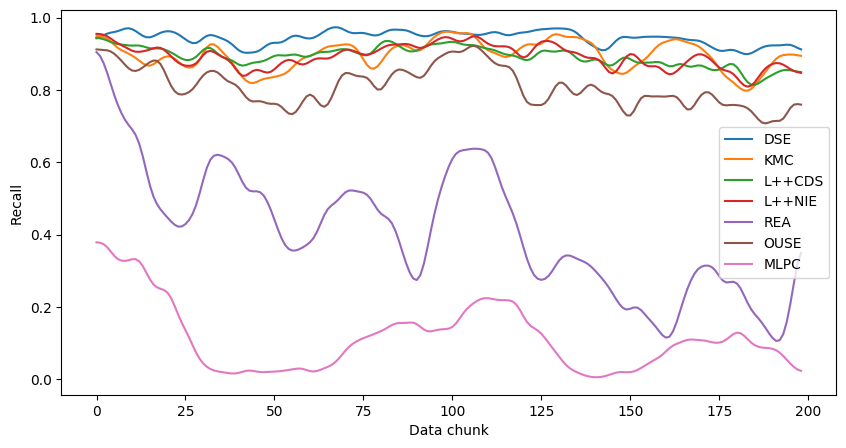 1.0
0.8
0.6
0.4
0.2
0.0
Recall
0 25 50 75 100 125 150 175 200
Data chunk
DSE
KMC
L++CDS
L++NIE
REA
OUSE
MLPC